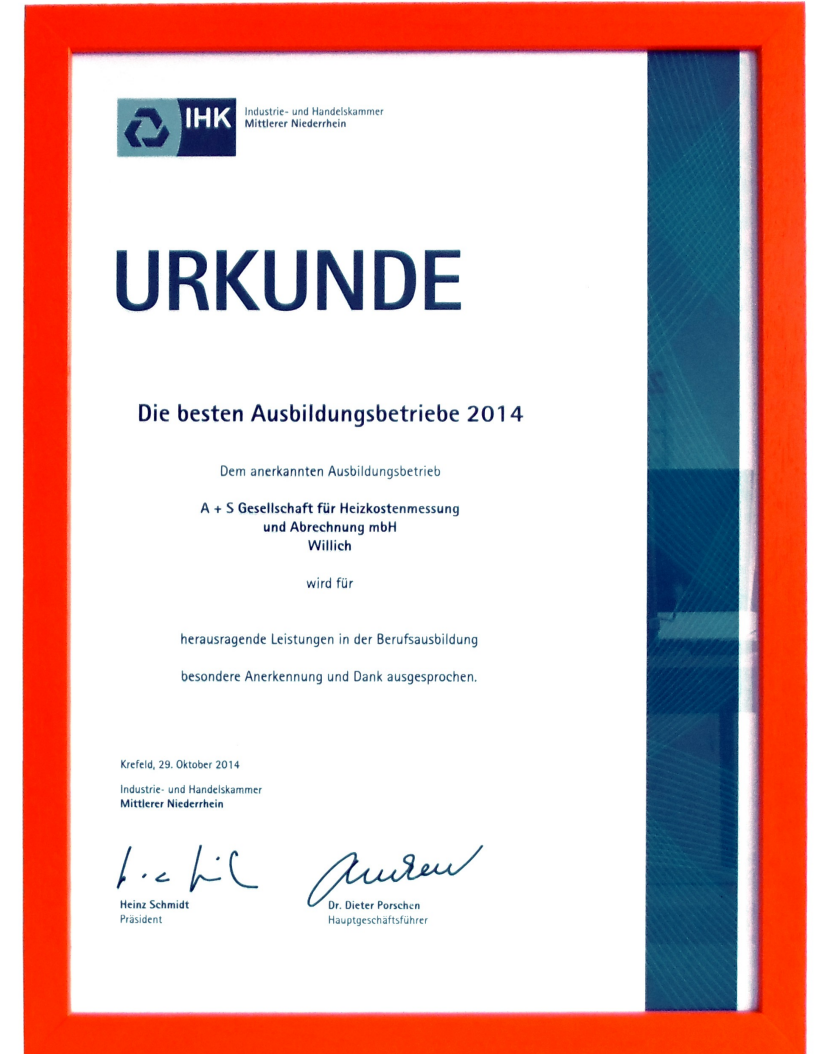 IHK
Industrie- und Handelskammer
Mittlerer Niederrhein
URKUNDE
Die besten Ausbildungsbetriebe 2014
Dem anerkannten Ausbildungsbetrieb
A + S Gesellschaft für Heizkostenmessung
und Abrechnung mbH
Willich
wird für
herausragende Leistungen in der Berufsausbildung
besondere Anerkennung und Dank ausgesprochen.
Krefeld, 29. Oktober 2014
Industrie- und Handelskammer
Mittlerer Niederrhein
Heinz Schmidt
Präsident
Dr. Dieter Porschen
Hauptgeschäftsführer